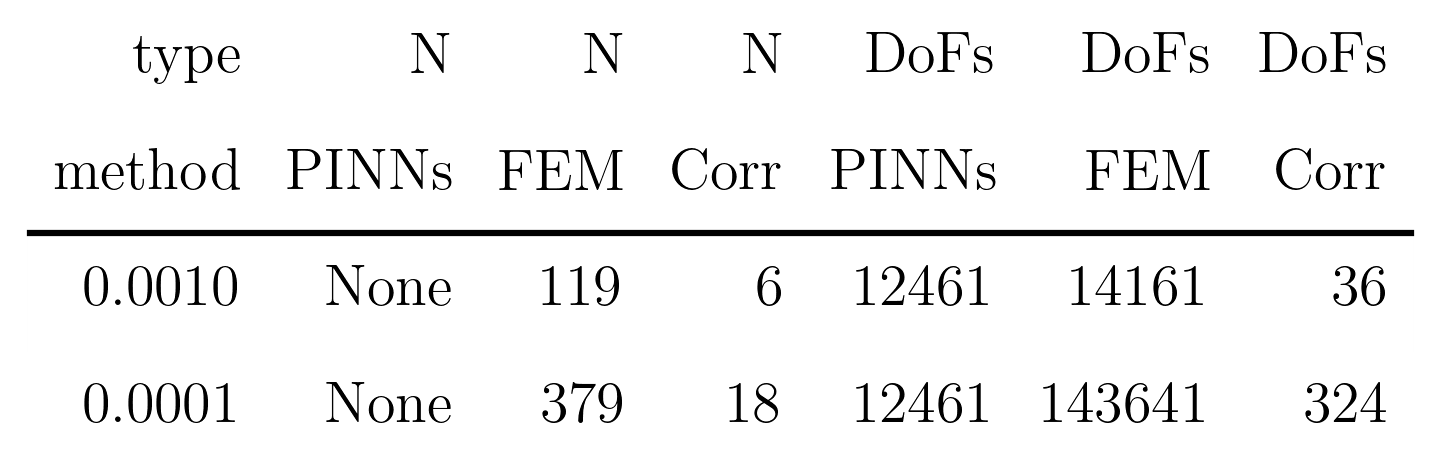 type N N N DoFs DoFs DoFs
method PINNs FEM Corr PINNs FEM Corr
0.0010 None 119 6 12461 14161 36
0.0001 None 379 18 12461 143641 324